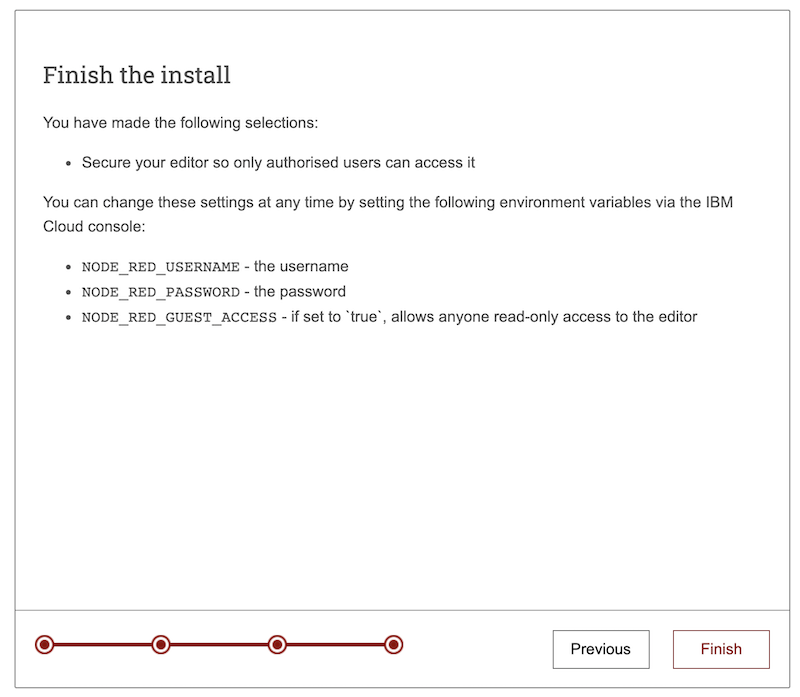 Finish the install
You have made the following selections:
Secure your editor so only authorised users can access it
You can change these settings at any time by setting the following environment variables via the IBM
Cloud console:
NODE_RED_USERNAME - the username
NODE_RED_PASSWORD - the password
NODE_RED_GUEST_ACCESS - if set to `true`, allows anyone read-only access to the editor
Previous
Finish